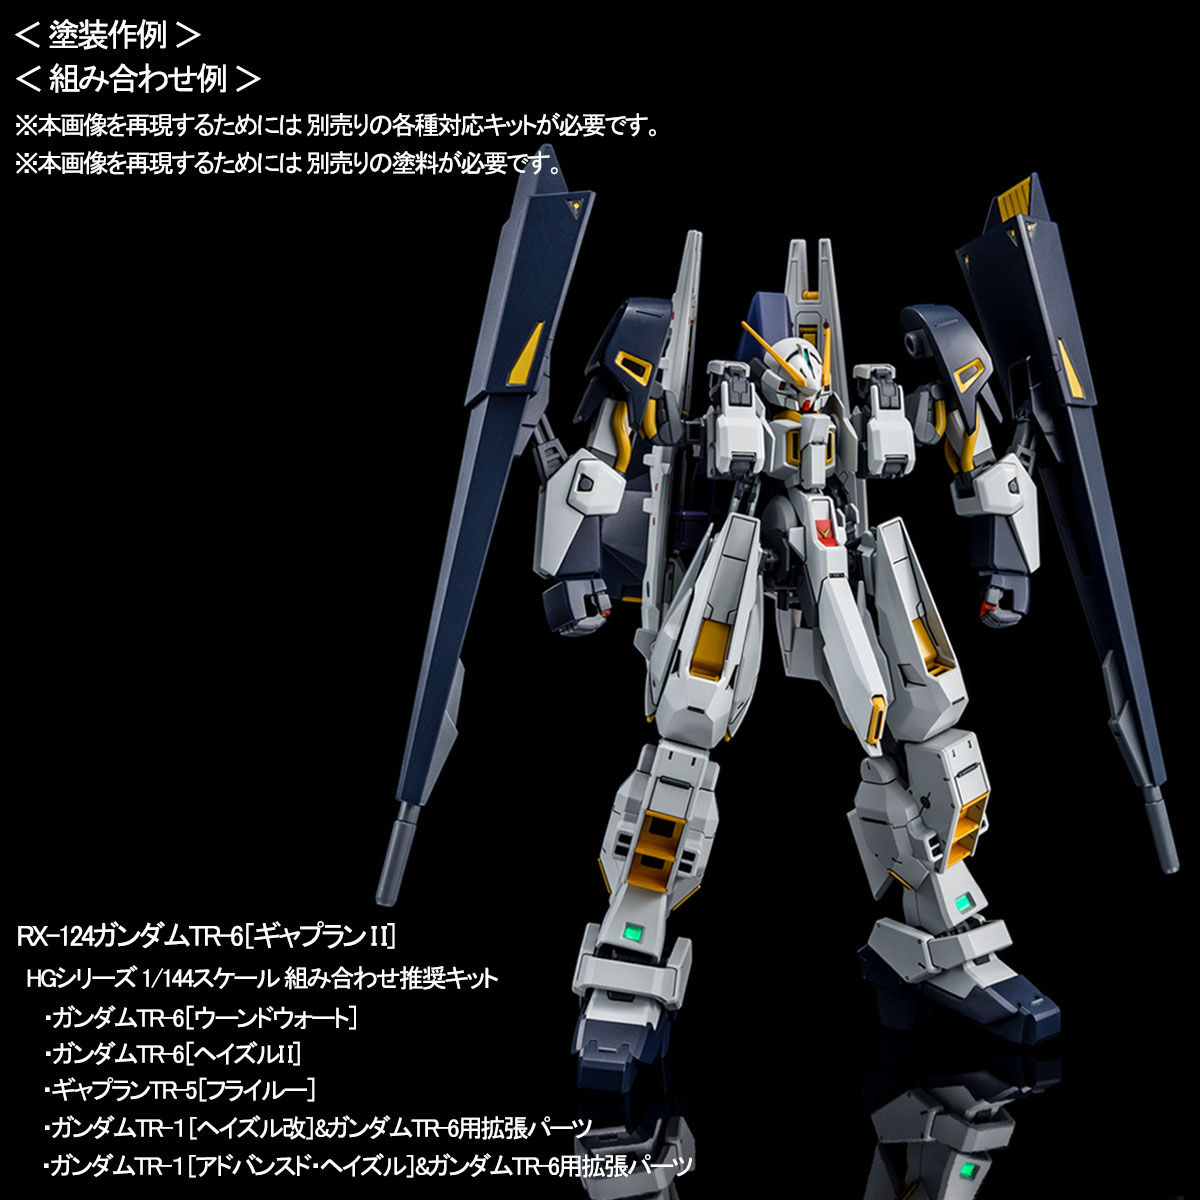 ＜ 塗装作例 ＞
＜ 組み合わせ例 ＞
※本画像を再現するためには 別売りの各種対応キットが必要です。
※本画像を再現するためには 別売りの塗料が必要です。
RX-124ガンダムTR-6[ギャプランⅡ]
HGシリーズ 1/144スケール 組み合わせ推奨キット
・ガンダムTR-6[ウーンドウォート]
・ガンダムTR-6[ヘイズルⅡ]
・ギャプランTR-5[フライルー]
・ガンダムTR-1[ヘイズル改]&ガンダムTR-6用拡張パーツ
・ガンダムTR-1[アドバンスド・ヘイズル]&ガンダムTR-6用拡張パーツ